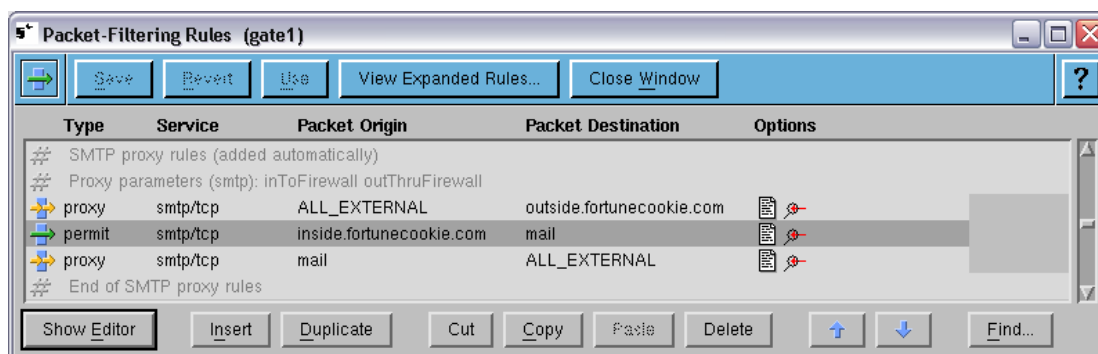 Packet-Filtering Rules (gate1)
Save Revert Use View Expanded Rules... Close Window ?
Type Service Packet Origin Packet Destination Options
# SMTP proxy rules (added automatically)
# Proxy parameters (smtp): inToFirewall outThruFirewall
proxy smtp/tcp ALL_EXTERNAL outside.fortunecookie.com
permit smtp/tcp inside.fortunecookie.com mail
proxy smtp/tcp mail ALL_EXTERNAL
# End of SMTP proxy rules
Show Editor Insert Duplicate Cut Copy Paste Delete Find...